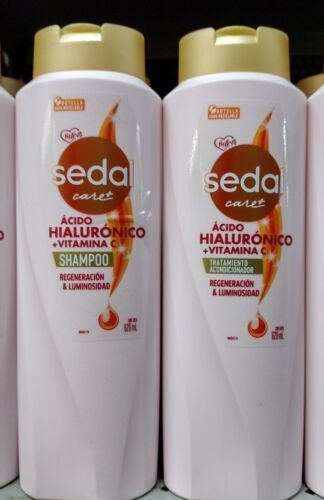 BOTELLA
100% RECICLABLE
Nuevo
sedal
care+
ÁCIDO
HIALURÓNICO
+VITAMINA C
SHAMPOO
REGENERACIÓN
& LUMINOSIDAD
620 mL
BOTELLA
100% RECICLABLE
Nuevo
sedal
care+
ÁCIDO
HIALURÓNICO
+VITAMINA C
TRATAMIENTO
ACONDICIONADOR
REGENERACIÓN
& LUMINOSIDAD
620 mL